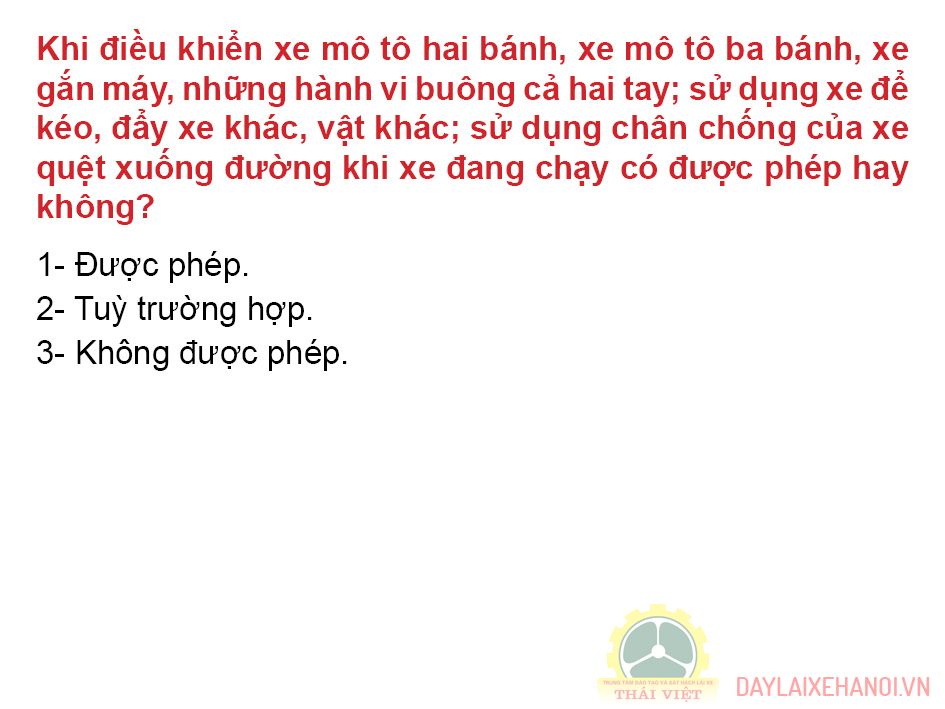 Khi điều khiển xe mô tô hai bánh, xe mô tô ba bánh, xe
gắn máy, những hành vi buông cả hai tay; sử dụng xe để
kéo, đẩy xe khác, vật khác; sử dụng chân chống của xe
quệt xuống đường khi xe đang chạy có được phép hay
không?
1- Được phép.
2- Tuỳ trường hợp.
3- Không được phép.
TRUNG TÂM ĐÀO TẠO VÀ SÁT HẠCH LÁI XE
THÁI VIỆT
DAYLAIXEHANOI.VN